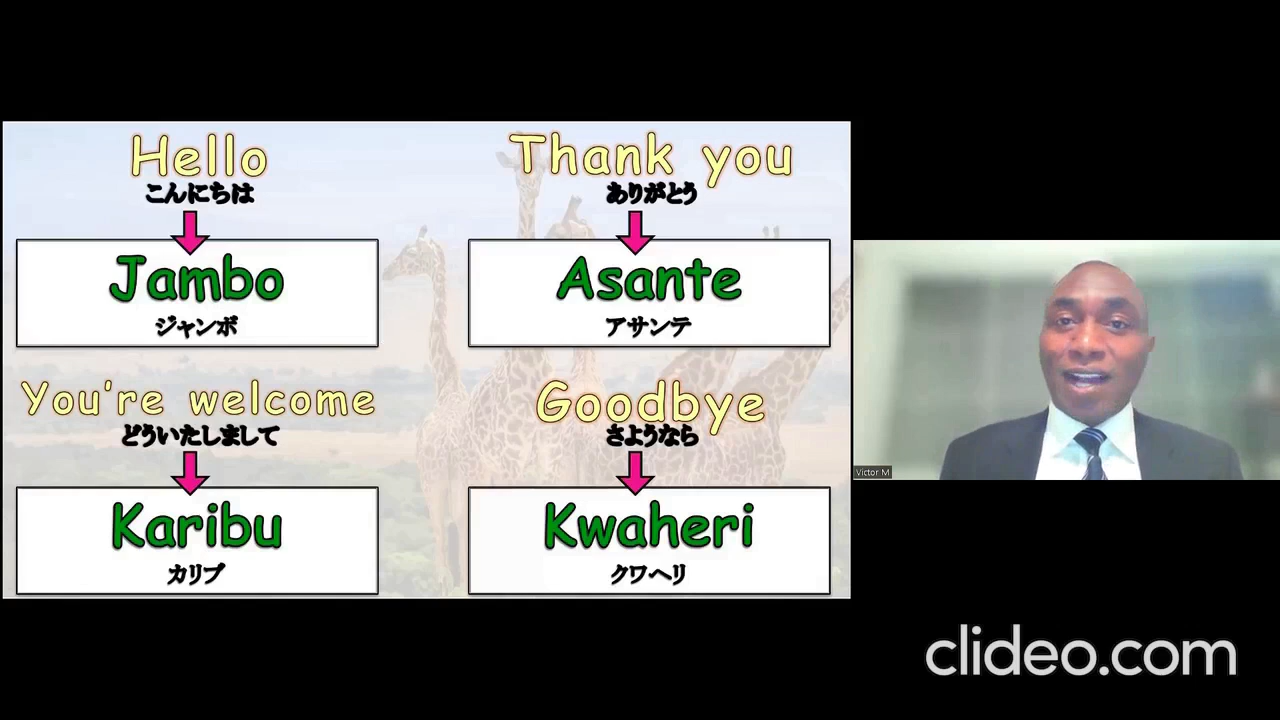 Hello
こんにちは
Jambo
ジャンボ
Thank you
ありがとう
Asante
アサンテ
You're welcome
どういたしまして
Karibu
カリブ
Goodbye
さようなら
Kwaheri
クワヘリ
Victor M
clideo.com